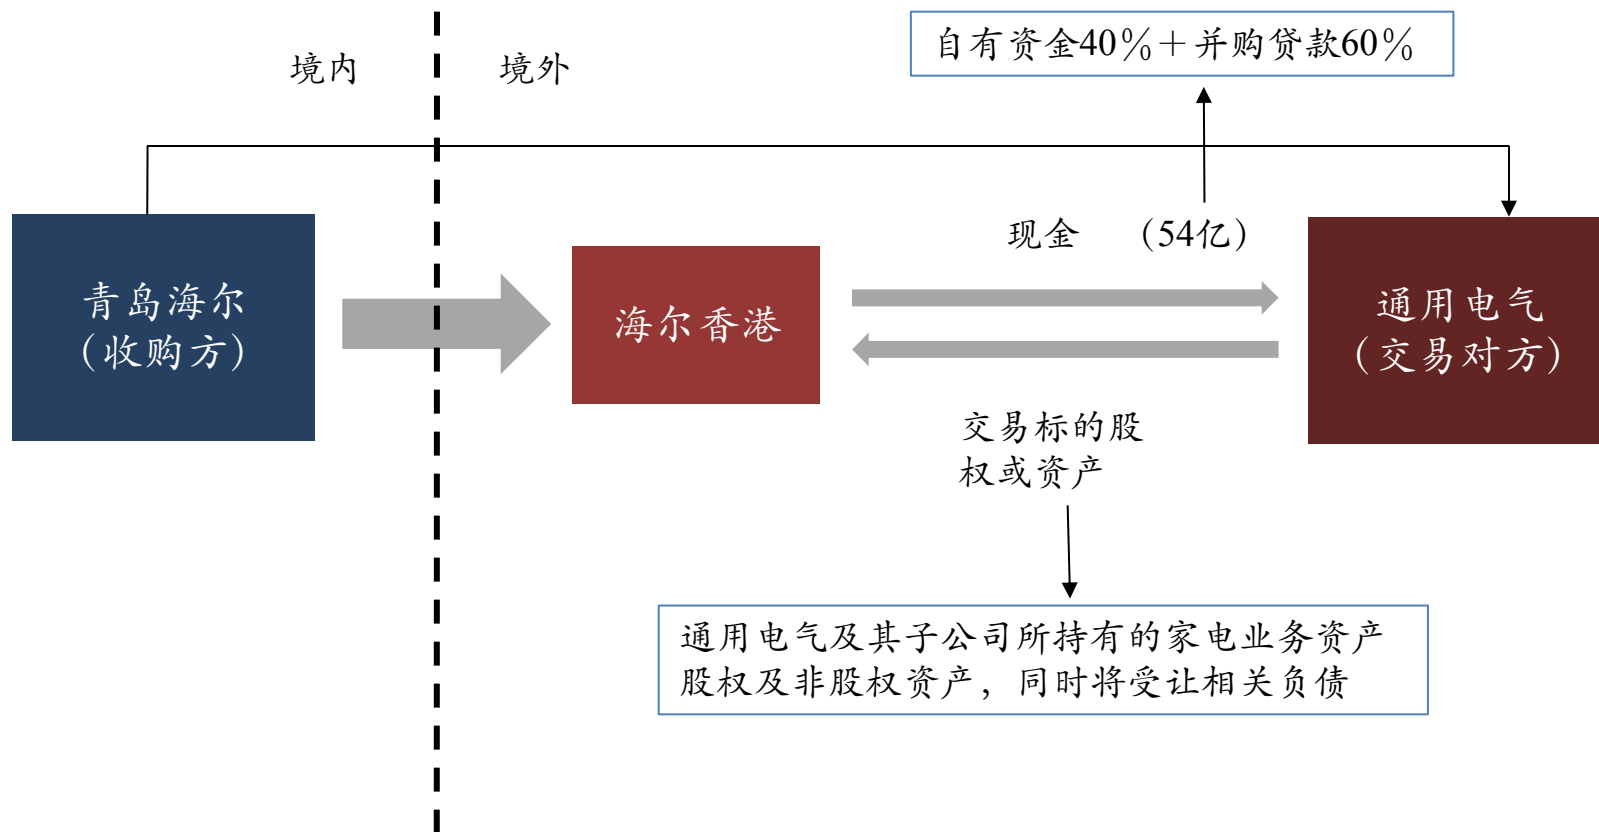 自有资金40%+并购贷款60%
境内
境外
现金 (54亿)
青岛海尔
(收购方)
海尔香港
通用电气
(交易对方)
交易标的股
权或资产
通用电气及其子公司所持有的家电业务资产
股权及非股权资产，同时将受让相关负债